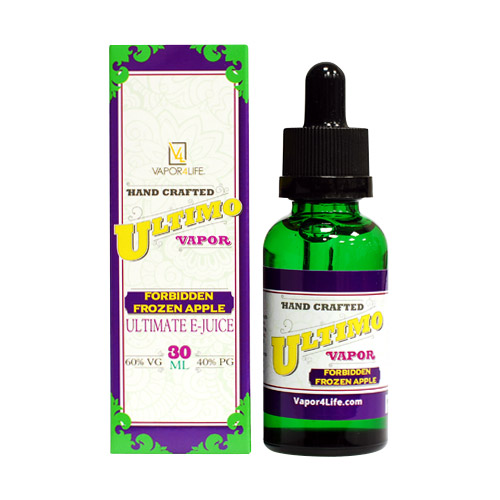 V4
VAPOR4LIFE
HAND CRAFTED
ULTIMO
VAPOR
FORBIDDEN
FROZEN APPLE
ULTIMATE E-JUICE
60% VG 30 ML 40% PG
HAND CRAFTED
ULTIMO
VAPOR
FORBIDDEN
FROZEN APPLE
Vapor4Life.com